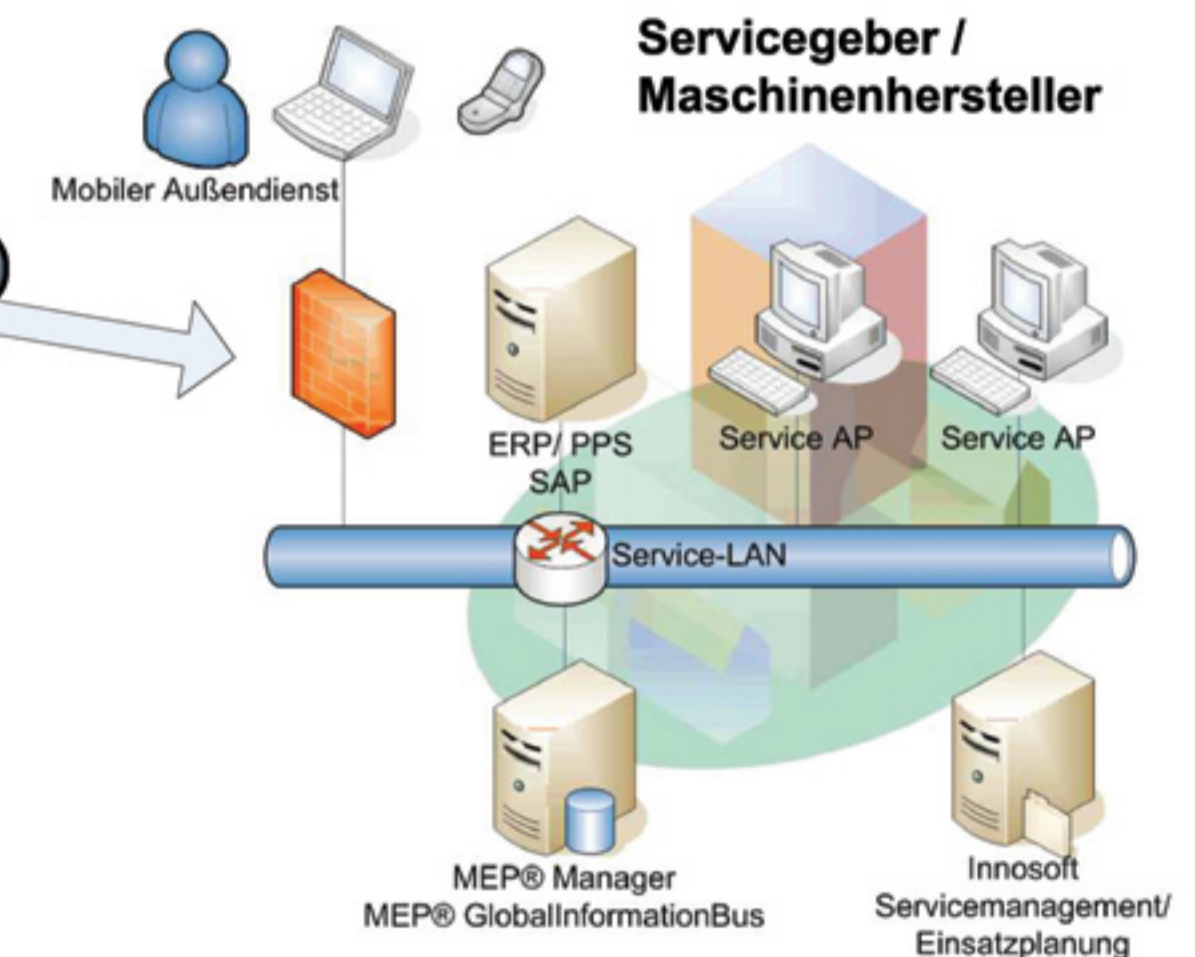 Servicegeber /
Maschinenhersteller
Mobiler Außendienst
ERP/ PPS
SAP
Service AP
Service AP
Service-LAN
MEP® Manager
MEP® GlobalInformationBus
Innosoft
Servicemanagement/
Einsatzplanung